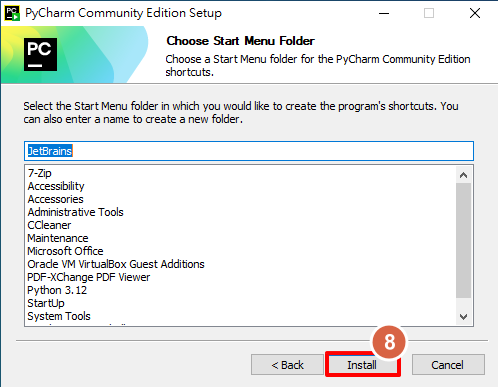 PyCharm Community Edition Setup
PC
Choose Start Menu Folder
Choose a Start Menu folder for the PyCharm Community Edition
shortcuts.
PC
Select the Start Menu folder in which you would like to create the program's shortcuts. You
can also enter a name to create a new folder.
JetBrains
7-Zip
Accessibility
Accessories
Administrative Tools
CCleaner
Maintenance
Microsoft Office
Oracle VM VirtualBox Guest Additions
PDF-XChange PDF Viewer
Python 3.12
StartUp
System Tools
8
< Back
Install
Cancel